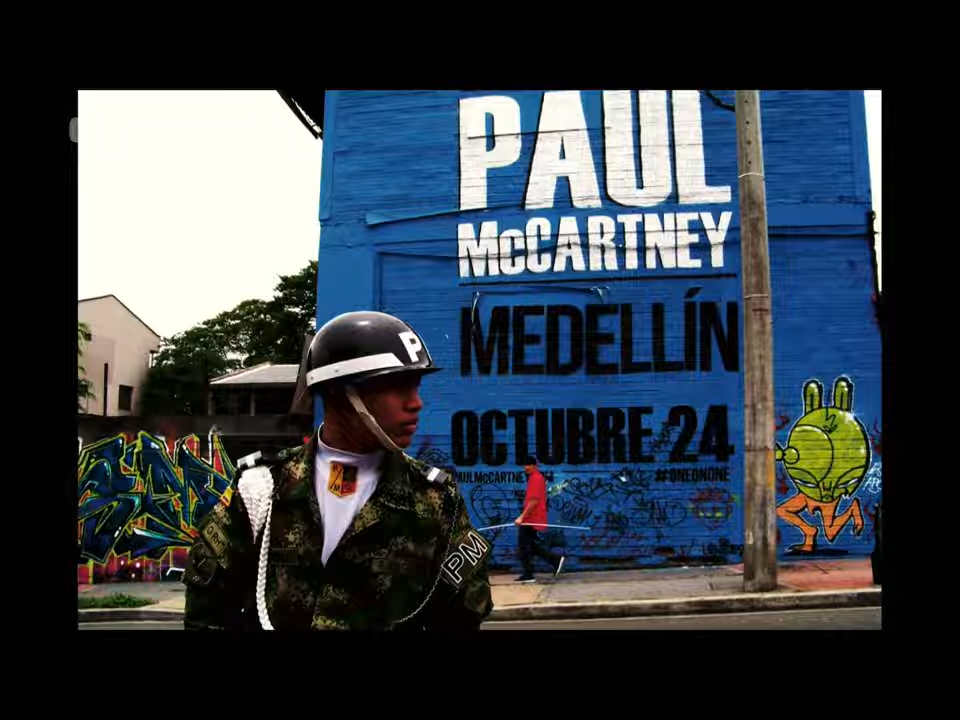 PAUL
McCARTNEY
MEDELLÍN
OCTUBRE 24
#ONEONONE
P
PM